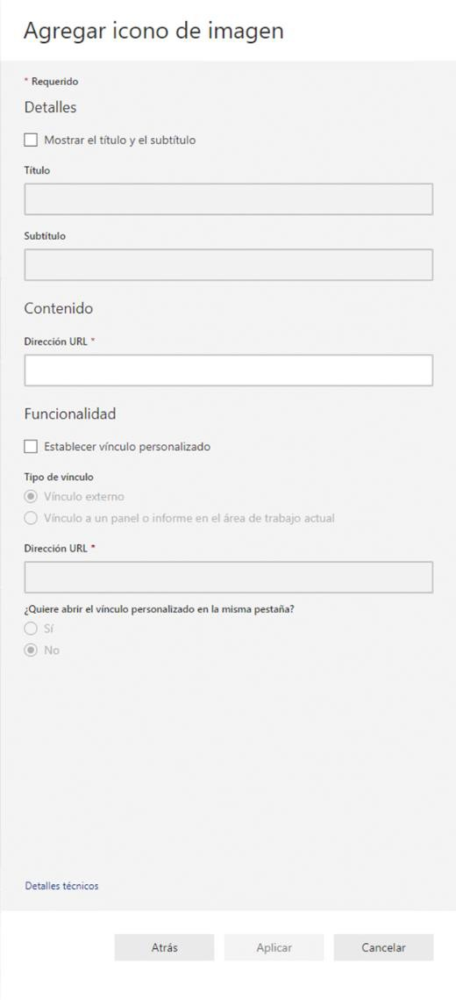 Agregar icono de imagen
* Requerido
Detalles
Mostrar el título y el subtítulo
Título
Subtítulo
Contenido
Dirección URL *
Funcionalidad
Establecer vínculo personalizado
Tipo de vínculo
Vínculo externo
Vínculo a un panel o informe en el área de trabajo actual
Dirección URL *
¿Quiere abrir el vínculo personalizado en la misma pestaña?
Sí
No
Detalles técnicos
Atrás Aplicar Cancelar